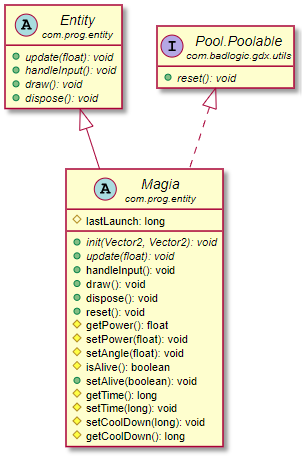 A
Entity
com.prog.entity
update(float): void
handleInput(): void
draw(): void
dispose(): void
I
Pool.Poolable
com.badlogic.gdx.utils
reset(): void
A
Magia
com.prog.entity
lastLaunch: long
init(Vector2, Vector2): void
update(float): void
handleInput(): void
draw(): void
dispose(): void
reset(): void
getPower(): float
setPower(float): void
setAngle(float): void
isAlive(): boolean
setAlive(boolean): void
getTime(): long
setTime(long): void
setCoolDown(long): void
getCoolDown(): long